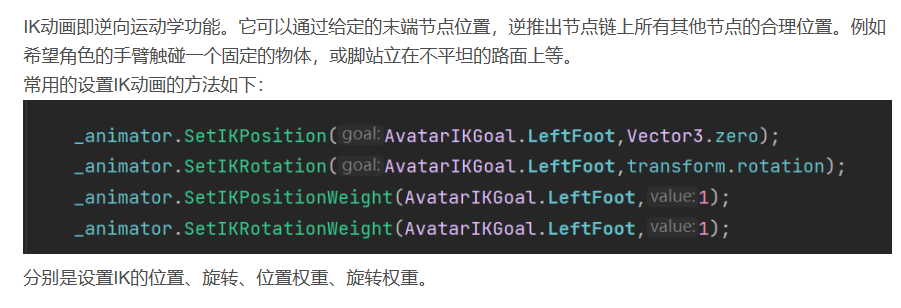 IK动画即逆向运动学功能。它可以通过给定的末端节点位置，逆推出节点链上所有其他节点的合理位置。例如
希望角色的手臂触碰一个固定的物体，或脚站立在不平坦的路面上等。
常用的设置IK动画的方法如下：
_animator.SetIKPosition(goal:AvatarIKGoal.LeftFoot,Vector3.zero);
_animator.SetIKRotation(goal:AvatarIKGoal.LeftFoot,transform.rotation);
_animator.SetIKPositionWeight(AvatarIKGoal.LeftFoot,value:1);
_animator.SetIKRotationWeight(AvatarIKGoal.LeftFoot,value:1);
分别是设置IK的位置、旋转、位置权重、旋转权重。